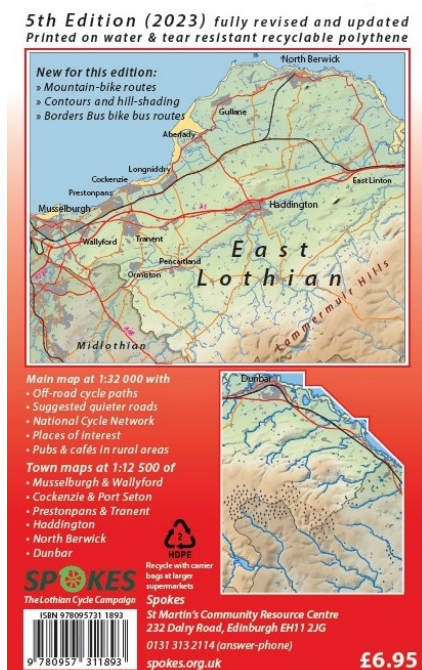 5th Edition (2023) fully revised and updated
Printed on water & tear resistant recyclable polythene
New for this edition:
» Mountain-bike routes
» Contours and hill-shading
» Borders Bus bike bus routes
North Berwick
Gullane
Aberlady
Longniddry
Cockenzie
Prestonpans
Musselburgh
East Linton
A1
Haddington
Wallyford
Tranent
Pencaitland
Ormiston
East
Lothian
Lammermuir Hills
Midlothian
Main map at 1:32 000 with
• Off-road cycle paths
• Suggested quieter roads
• National Cycle Network
• Places of interest
• Pubs & cafés in rural areas
Town maps at 1:12 500 of
• Musselburgh & Wallyford
• Cockenzie & Port Seton
• Prestonpans & Tranent
• Haddington
• North Berwick
• Dunbar
Dunbar
2
HDPE
Recycle with carrier
bags at larger
supermarkets
SPOKES
The Lothian Cycle Campaign
ISBN 978095731 1893
9 780957 311893
Spokes
St Martin's Community Resource Centre
232 Dalry Road, Edinburgh EH11 2JG
0131 313 2114 (answer-phone)
spokes.org.uk
£6.95